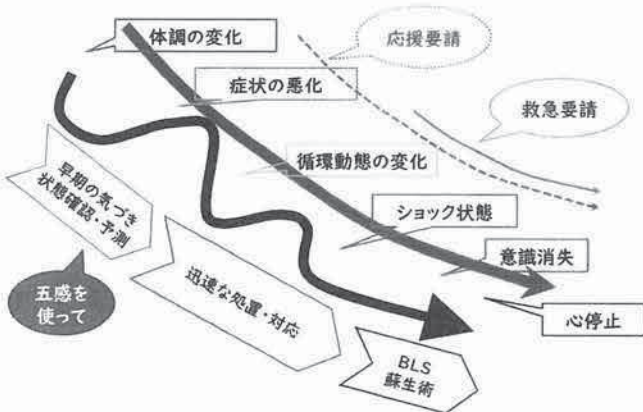 体調の変化
応援要請
症状の悪化
救急要請
循環動態の変化
早期の気づき
状態確認・予測
ショック状態
意識消失
五感を
使って
迅速な処置・対応
心停止
BLS
蘇生術